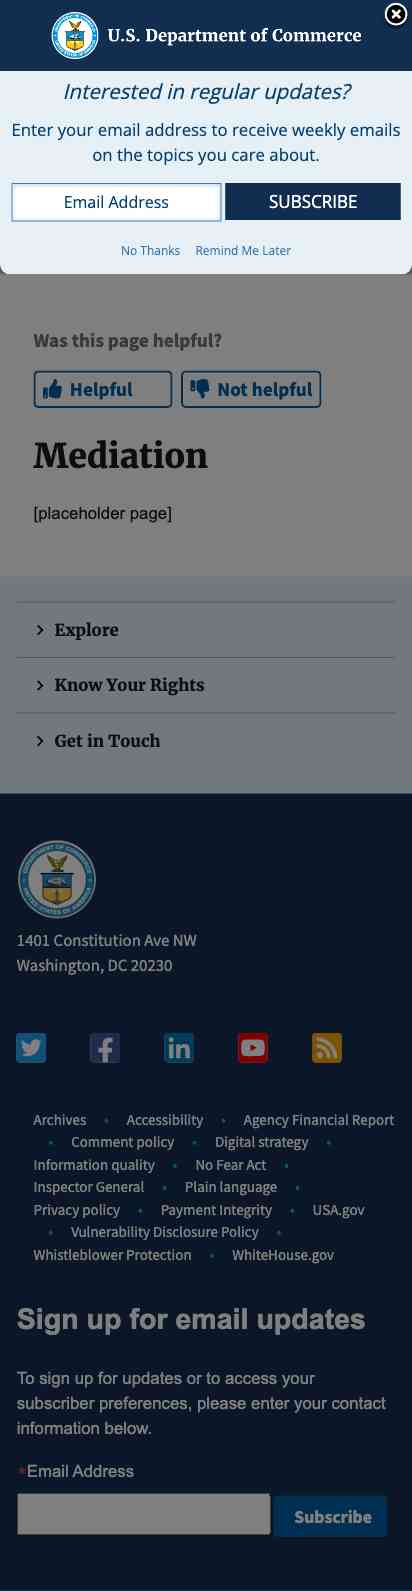 U.S. Department of Commerce
Interested in regular updates?
Enter your email address to receive weekly emails
on the topics you care about.
Email Address
SUBSCRIBE
No Thanks Remind Me Later
Was this page helpful?
Helpful Not helpful
Mediation
[placeholder page]
Explore
Know Your Rights
Get in Touch
1401 Constitution Ave NW
Washington, DC 20230
Archives • Accessibility • Agency Financial Report
• Comment policy • Digital strategy •
Information quality • No Fear Act •
Inspector General • Plain language •
Privacy policy • Payment Integrity • USA.gov
• Vulnerability Disclosure Policy •
Whistleblower Protection • WhiteHouse.gov
Sign up for email updates
To sign up for updates or to access your
subscriber preferences, please enter your contact
information below.
*Email Address
Subscribe